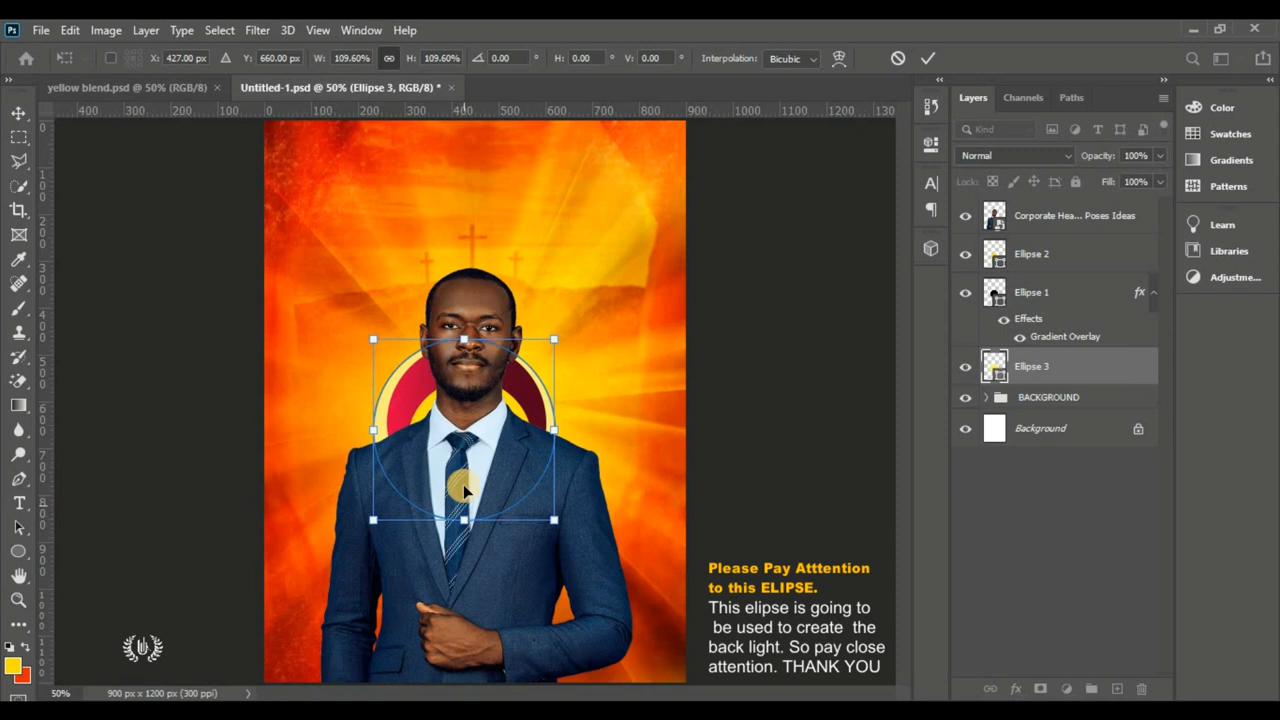 Ps File Edit Image Layer Type Select Filter 3D View Window Help
X: 427.00 px Y: 660.00 px W: 109.60% H: 109.60% 0.00 ° H: 0.00 ° V: 0.00 ° Interpolation: Bicubic
yellow blend.psd @ 50% (RGB/8) × Untitled-1.psd @ 50% (Ellipse 3, RGB/8) * ×
400 300 200 100 0 100 200 300 400 500 600 700 800 900 1000 1100 1200 130
Layers Channels Paths
Color
Kind
Swatches
Normal Opacity: 100%
Gradients
Lock: Fill: 100%
Patterns
Corporate Hea... Poses Ideas
Learn
Ellipse 2
Libraries
Ellipse 1 fx
Adjustme...
Effects
Gradient Overlay
Ellipse 3
BACKGROUND
Background
Please Pay Atttention
to this ELIPSE.
This elipse is going to
be used to create the
back light. So pay close
attention. THANK YOU
50% 900 px x 1200 px (300 ppi)
fx